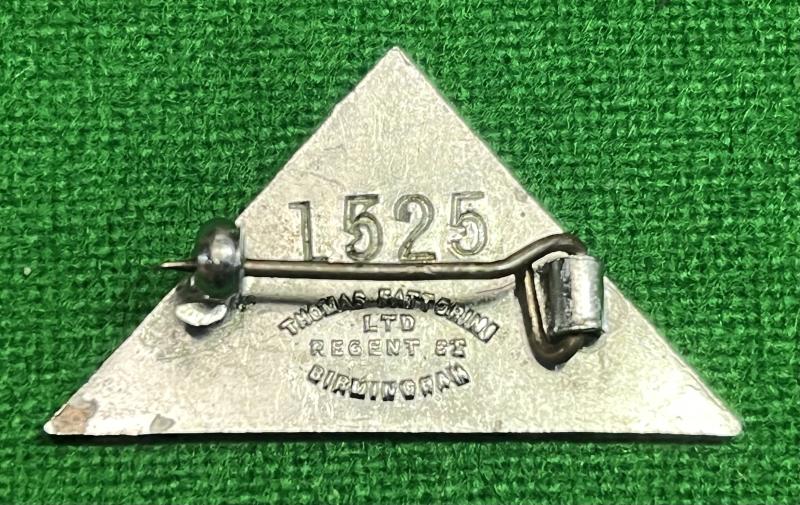 1525
THOMAS FATTORINI
LTD
REGENT ST
BIRMINGHAM